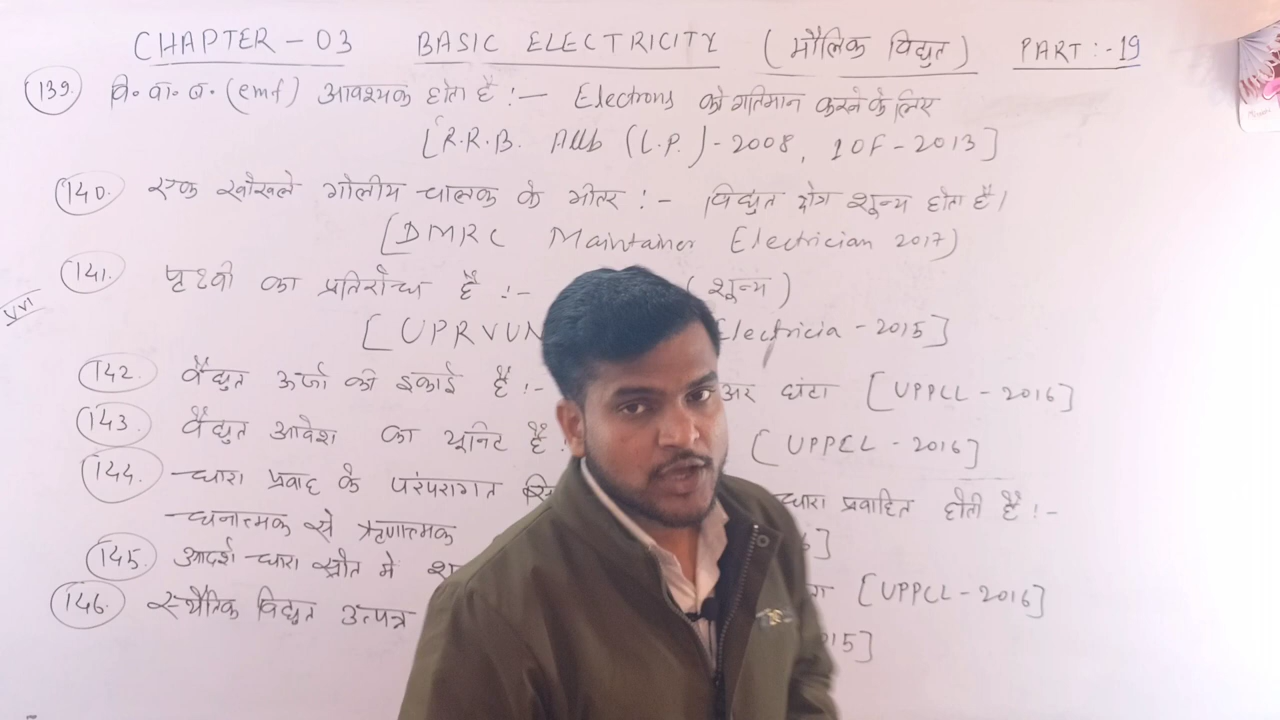 CHAPTER - 03 BASIC ELECTRICITY (मौलिक विद्युत) PART :- 19
139. वि॰ वा॰ ब॰ (emf) आवश्यक होता है :- Electrons को गतिमान करने के लिए
[R.R.B. Allb (L.P.) - 2008, IOF - 2013]
140. एक खोखले गोलीय चालक के भीतर :- विद्युत क्षेत्र शून्य होता है।
[DMRC Maintainer Electrician 2017)
141. पृथ्वी का प्रतिरोध है :- (शून्य)
VVI
[UPRVUN Electricia - 2015]
142. वैद्युत ऊर्जा की इकाई है :- घंटा [UPPCL - 2016]
143. वैद्युत आवेश का यूनिट है [UPPCL - 2016]
144. धारा प्रवाह के परंपरागत धारा प्रवाहित होती है :-
धनात्मक से ऋणात्मक 6]
145. आदर्श धारा स्रौत मे [UPPCL - 2016]
146. स्थैतिक विद्युत उत्पन्न
15]